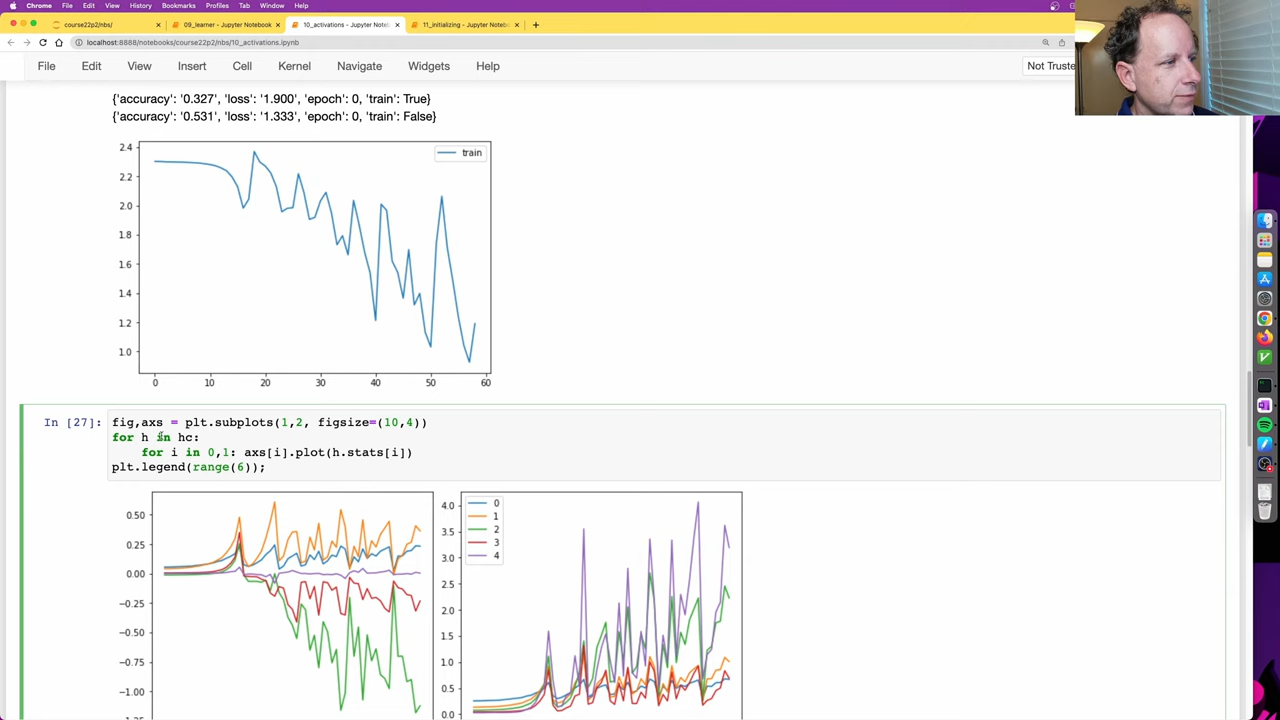 Chrome File Edit View History Bookmarks Profiles Tab Window Help
course22p2/nbs/ 09_learner - Jupyter Notebook 10_activations - Jupyter Note 11_initializing - Jupyter Noteb
localhost:8888/notebooks/course22p2/nbs/10_activations.ipynb
File Edit View Insert Cell Kernel Navigate Widgets Help Not Truste
{'accuracy': '0.327', 'loss': '1.900', 'epoch': 0, 'train': True}
{'accuracy': '0.531', 'loss': '1.333', 'epoch': 0, 'train': False}
2.4
2.2
2.0
1.8
1.6
1.4
1.2
1.0
train
0 10 20 30 40 50 60
In [27]: fig,axs = plt.subplots(1,2, figsize=(10,4))
for h in hc:
for i in 0,1: axs[i].plot(h.stats[i])
plt.legend(range(6));
0.50
0.25
0.00
−0.25
−0.50
−0.75
−1.00
4.0
3.5
3.0
2.5
2.0
1.5
1.0
0.5
0.0
0
1
2
3
4